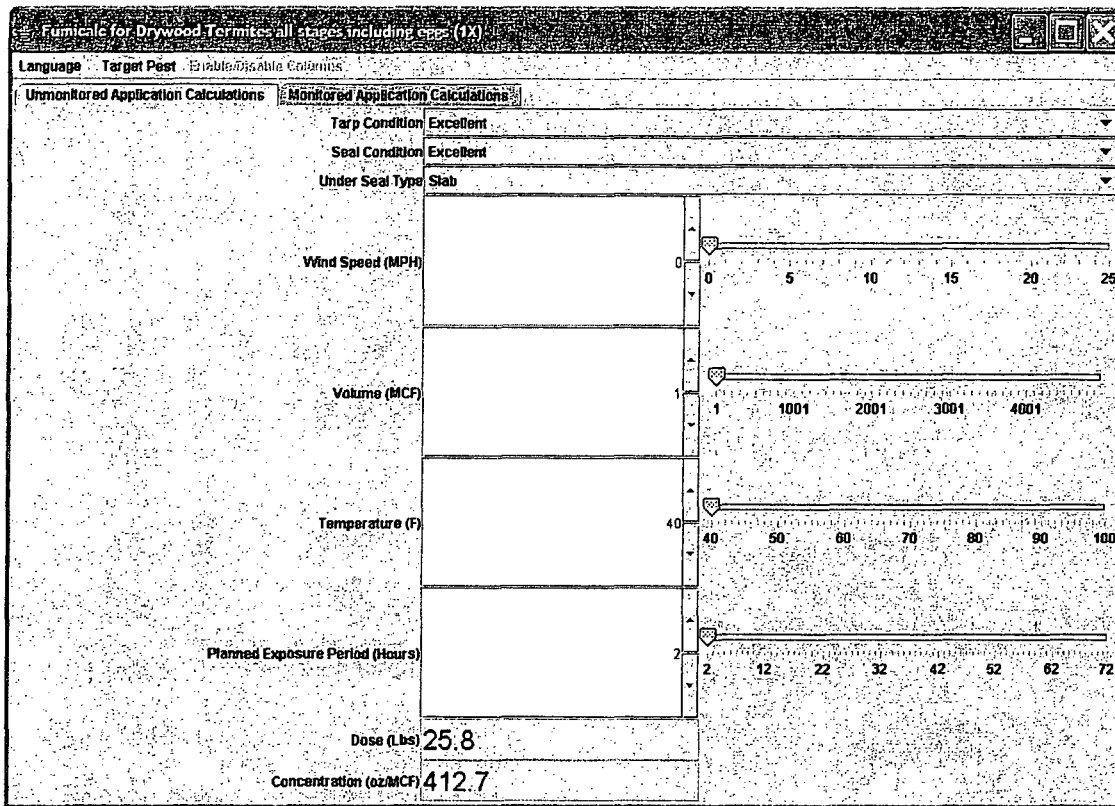 Fumicalc for Drywood Termites all stages including eggs (1X)
Language Target Pest Enable/Disable Columns
Unmonitored Application Calculations Monitored Application Calculations
Tarp Condition Excellent
Seal Condition Excellent
Under Seal Type Slab
Wind Speed (MPH) 0
0 5 10 15 20 25
Volume (MCF) 1
1 1001 2001 3001 4001
Temperature (F) 40
40 50 60 70 80 90 100
Planned Exposure Period (Hours) 2
2 12 22 32 42 52 62 72
Dose (Lbs) 25.8
Concentration (oz/MCF) 412.7